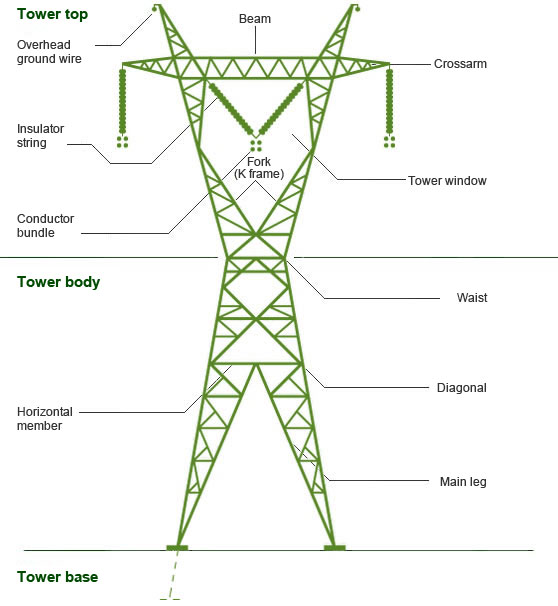 Tower top
Beam
Overhead
ground wire
Crossarm
Insulator
string
Fork
(K frame)
Tower window
Conductor
bundle
Tower body
Waist
Diagonal
Horizontal
member
Main leg
Tower base